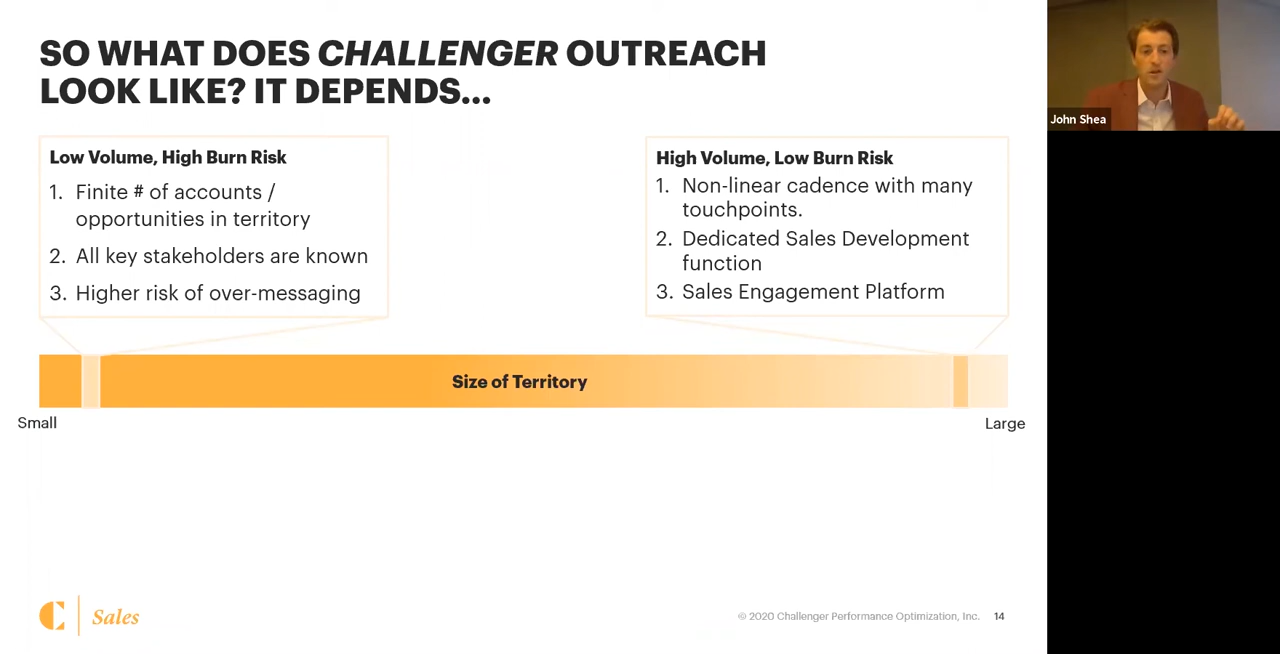 SO WHAT DOES CHALLENGER OUTREACH
LOOK LIKE? IT DEPENDS...
John Shea
Low Volume, High Burn Risk
1. Finite # of accounts /
opportunities in territory
2. All key stakeholders are known
3. Higher risk of over-messaging
High Volume, Low Burn Risk
1. Non-linear cadence with many
touchpoints.
2. Dedicated Sales Development
function
3. Sales Engagement Platform
Size of Territory
Small
Large
Sales
© 2020 Challenger Performance Optimization, Inc. 14